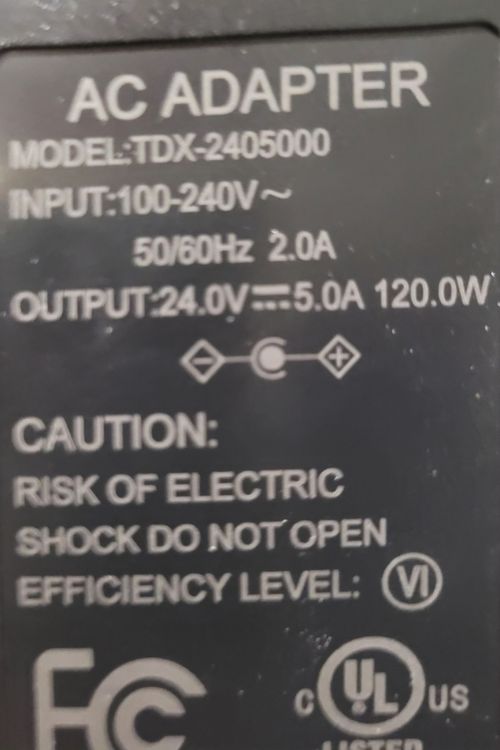 AC ADAPTER
MODEL:TDX-2405000
INPUT:100-240V~
50/60Hz 2.0A
OUTPUT:24.0V⎓5.0A 120.0W
CAUTION:
RISK OF ELECTRIC
SHOCK DO NOT OPEN
EFFICIENCY LEVEL: VI
FC
C UL US
LISTED